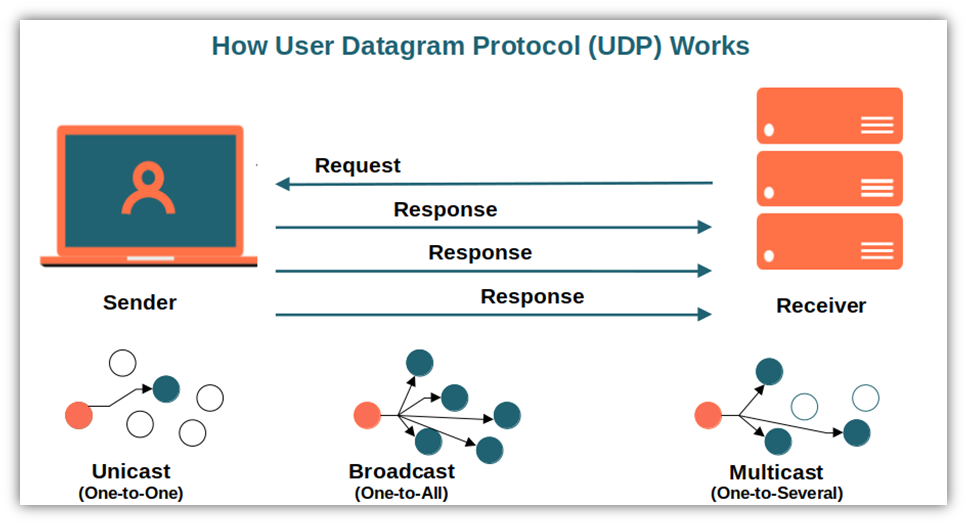 How User Datagram Protocol (UDP) Works
Request
Response
Response
Response
Sender
Receiver
Unicast
(One-to-One)
Broadcast
(One-to-All)
Multicast
(One-to-Several)